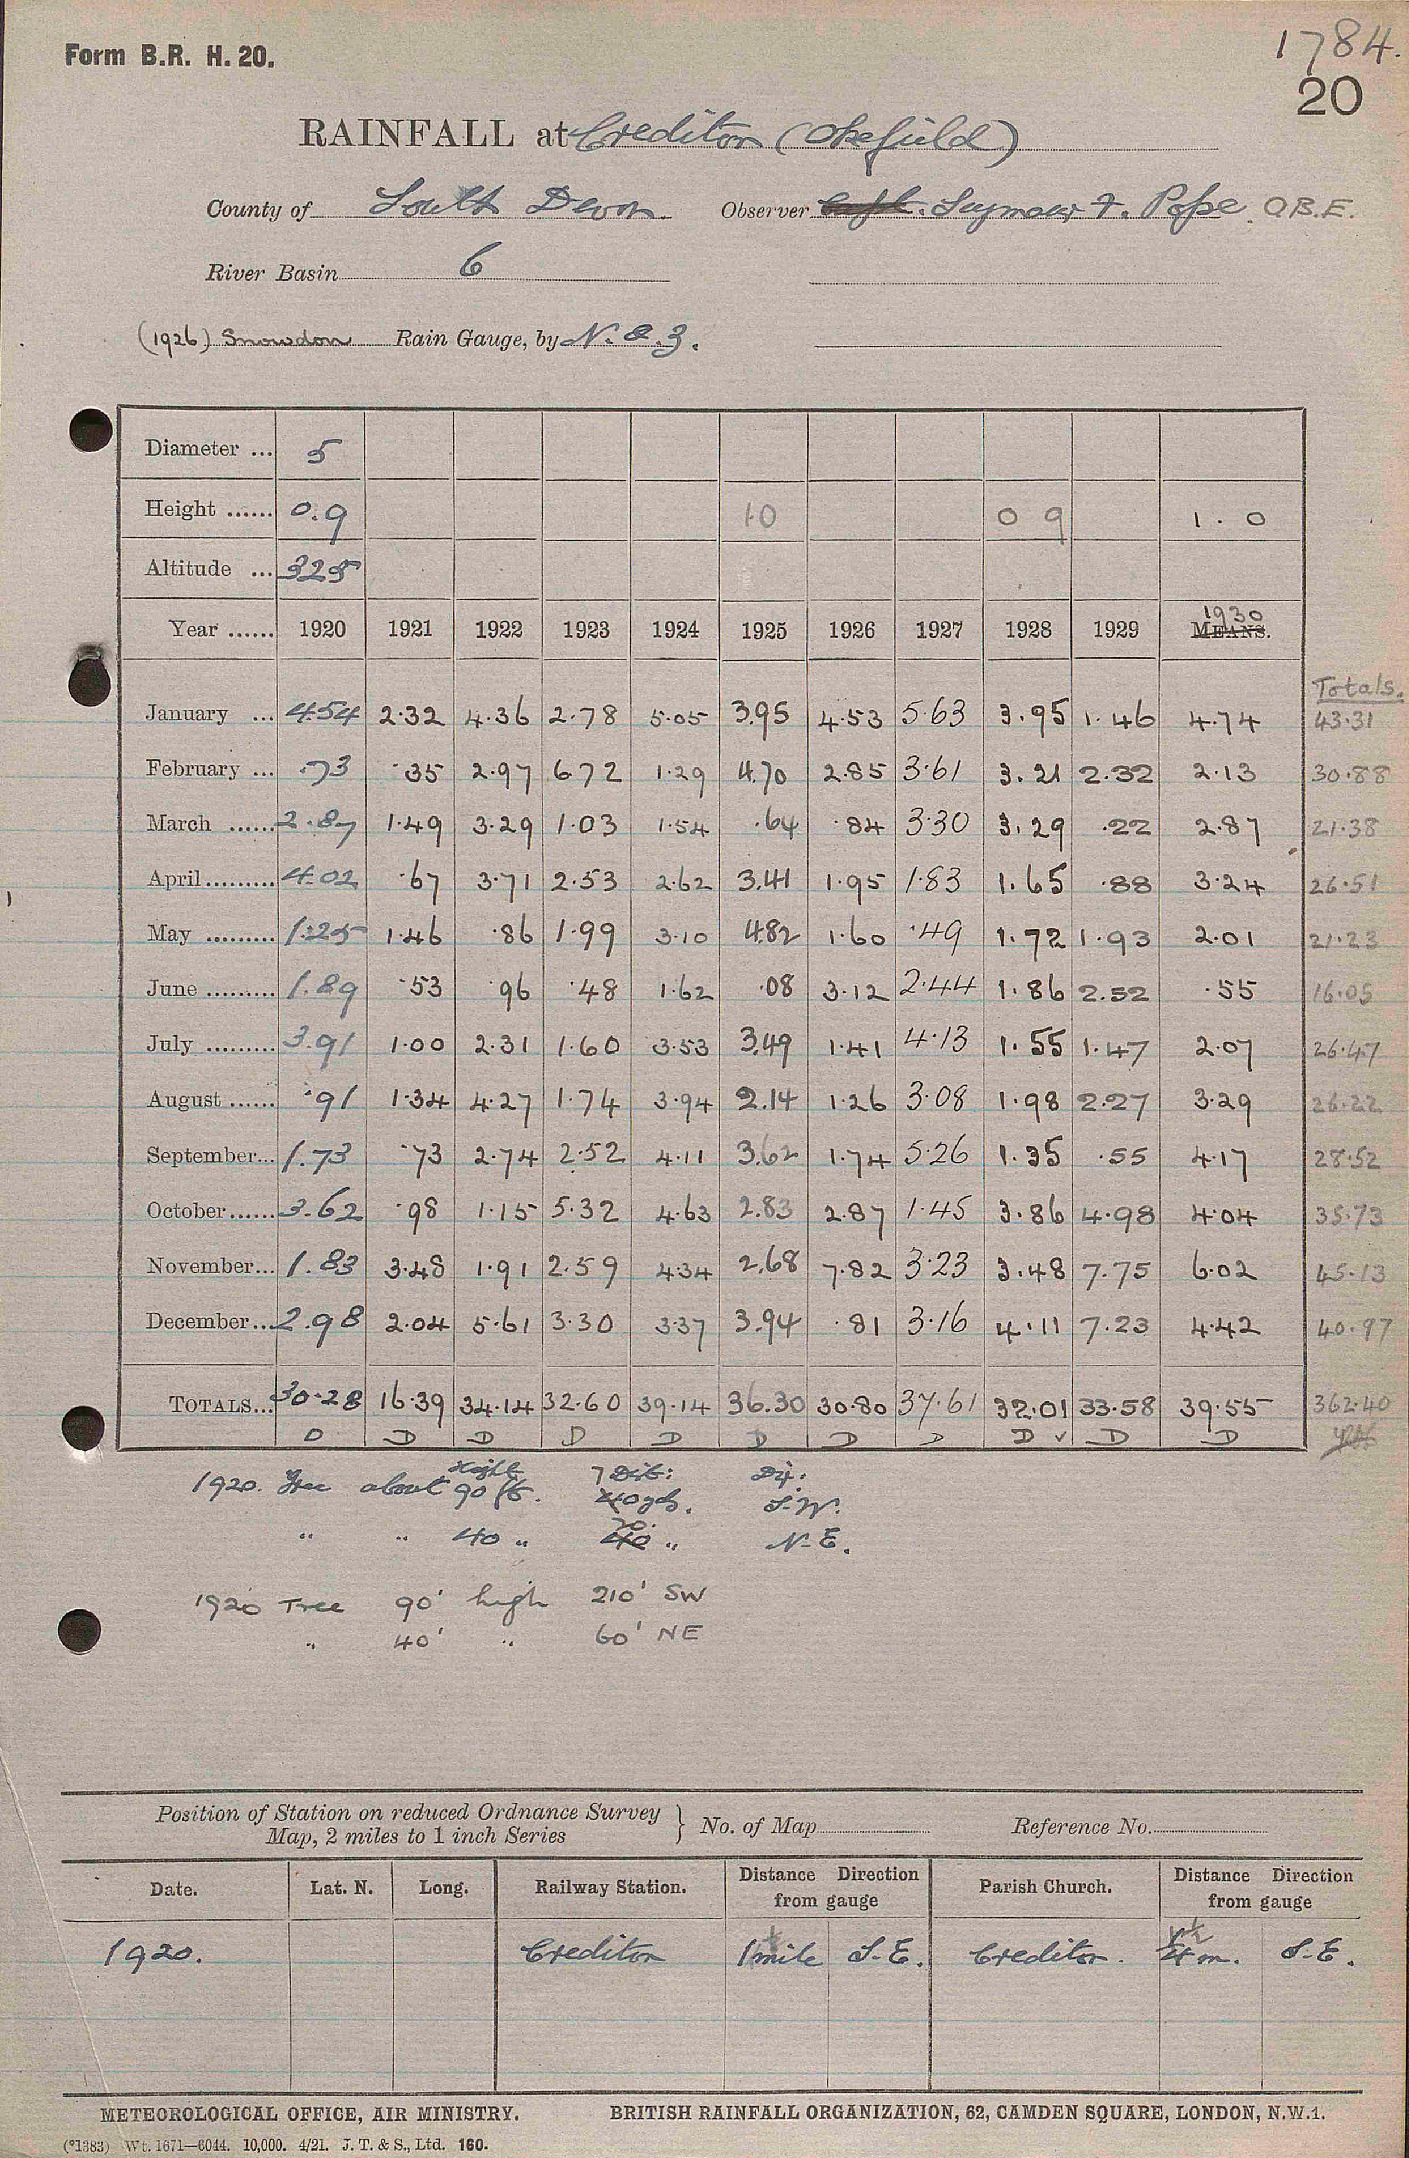 Form B.R. H. 20.
1784.
20
RAINFALL at Crediton (Okefield)
County of South Devon Observer Capt. Seymour T. Pope O.B.E.
River Basin 6
(1926) Snowdon Rain Gauge, by N. & Z.
Diameter ... 5
Height ...... 0.9 1.0 0 9 1.0
Altitude ... 325
Year ...... 1920 1921 1922 1923 1924 1925 1926 1927 1928 1929 1930 MEANS.
Totals.
January ... 4.54 2.32 4.36 2.78 5.05 3.95 4.53 5.63 3.95 1.46 4.74 43.31
February ... .73 .35 2.97 6.72 1.29 4.70 2.85 3.61 3.21 2.32 2.13 30.88
March ...... 2.87 1.49 3.29 1.03 1.54 .64 .84 3.30 3.29 .22 2.87 21.38
April ......... 4.02 .67 3.71 2.53 2.62 3.41 1.95 1.83 1.65 .88 3.24 26.51
May ......... 1.25 1.46 .86 1.99 3.10 4.82 1.60 .49 1.72 1.93 2.01 21.23
June ......... 1.89 .53 .96 .48 1.62 .08 3.12 2.44 1.86 2.52 .55 16.05
July ......... 3.91 1.00 2.31 1.60 3.53 3.49 1.41 4.13 1.55 1.47 2.07 26.47
August ...... .91 1.34 4.27 1.74 3.94 2.14 1.26 3.08 1.98 2.27 3.29 26.22
September... 1.73 .73 2.74 2.52 4.11 3.62 1.74 5.26 1.35 .55 4.17 28.52
October ...... 3.62 .98 1.15 5.32 4.63 2.83 2.87 1.45 3.86 4.98 4.04 35.73
November... 1.83 3.48 1.91 2.59 4.34 2.68 7.82 3.23 3.48 7.75 6.02 45.13
December... 2.98 2.04 5.61 3.30 3.37 3.94 .81 3.16 4.11 7.23 4.42 40.97
TOTALS... 30.28 16.39 34.14 32.60 39.14 36.30 30.80 37.61 32.01 33.58 39.55 362.40
D D D D D D D D D ✓ D D
Height Dist: Dir:
1920. Tree about 90 ft. 7 40 yds. S.W.
" " 40 " 20. 40 " N.E.
1920 Tree 90' high 210' SW
" 40' " 60' NE
Position of Station on reduced Ordnance Survey Map, 2 miles to 1 inch Series } No. of Map Reference No.
Date. Lat. N. Long. Railway Station. Distance Direction from gauge Parish Church. Distance Direction from gauge
1920. Crediton 1 mile S.E. Crediton. ½ m. S.E.
METEOROLOGICAL OFFICE, AIR MINISTRY. BRITISH RAINFALL ORGANIZATION, 62, CAMDEN SQUARE, LONDON, N.W.1.
(*1383) Wt. 1671—6044. 10,000. 4/21. J. T. & S., Ltd. 160.